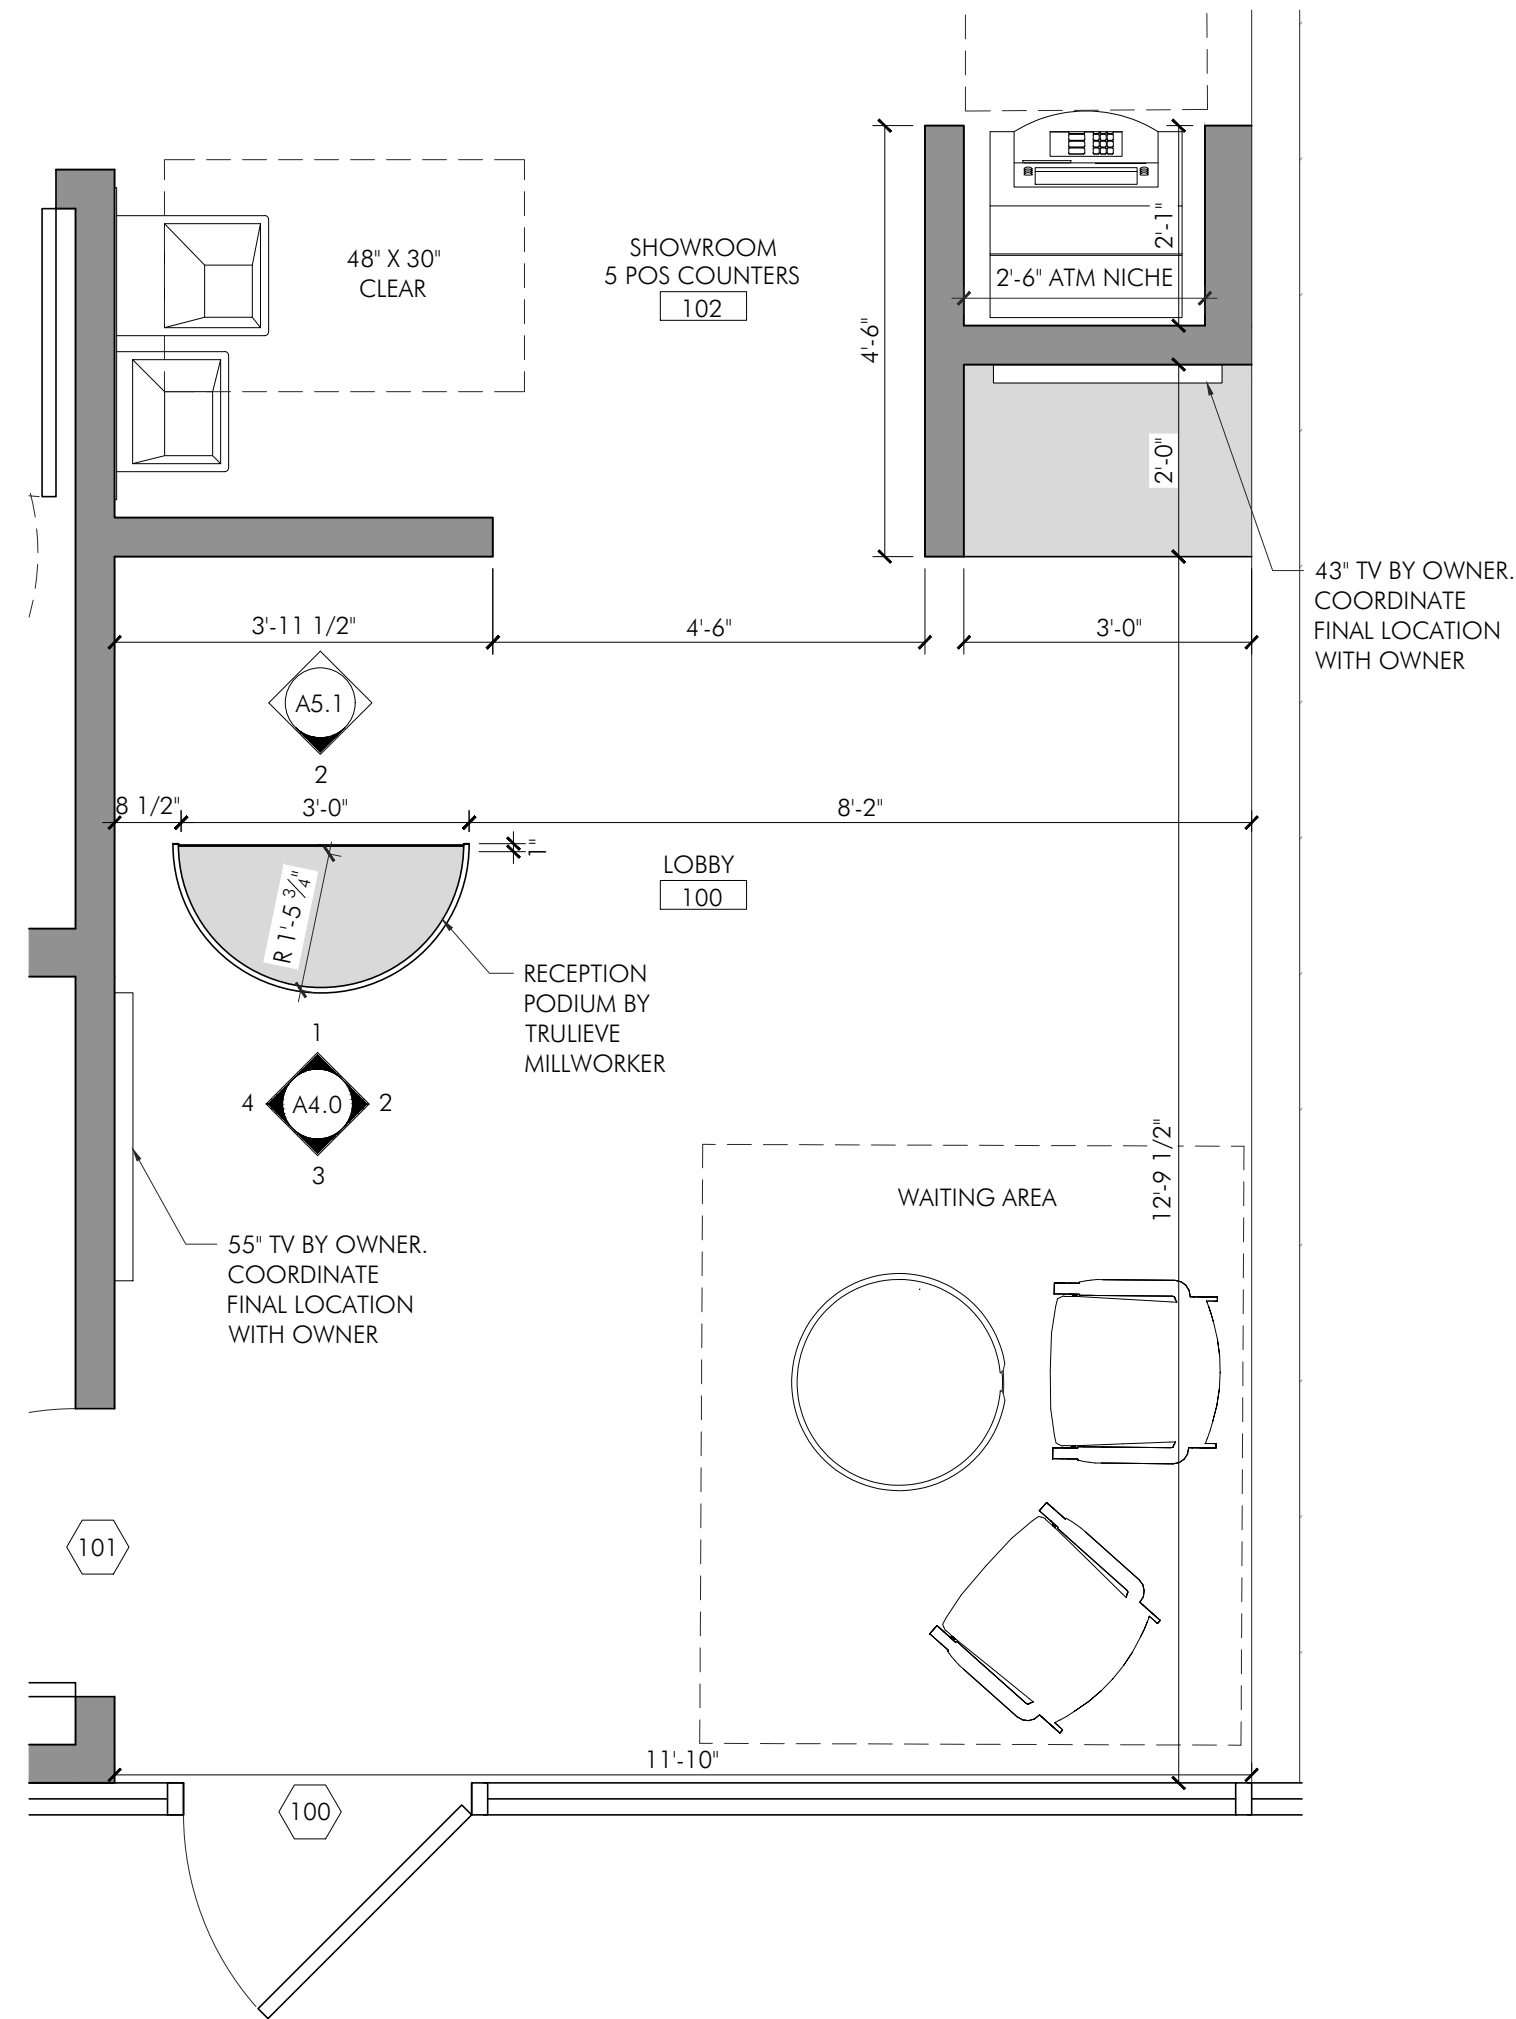 48" X 30"
CLEAR
SHOWROOM
5 POS COUNTERS
102
2'-1"
2'-6" ATM NICHE
4'-6"
2'-0"
43" TV BY OWNER.
COORDINATE
FINAL LOCATION
WITH OWNER
3'-11 1/2"
4'-6"
3'-0"
A5.1
2
8 1/2"
3'-0"
8'-2"
1"
LOBBY
100
R 1'-5 3/4"
RECEPTION
PODIUM BY
TRULIEVE
MILLWORKER
1
4
A4.0
2
3
12'-9 1/2"
WAITING AREA
55" TV BY OWNER.
COORDINATE
FINAL LOCATION
WITH OWNER
101
11'-10"
100